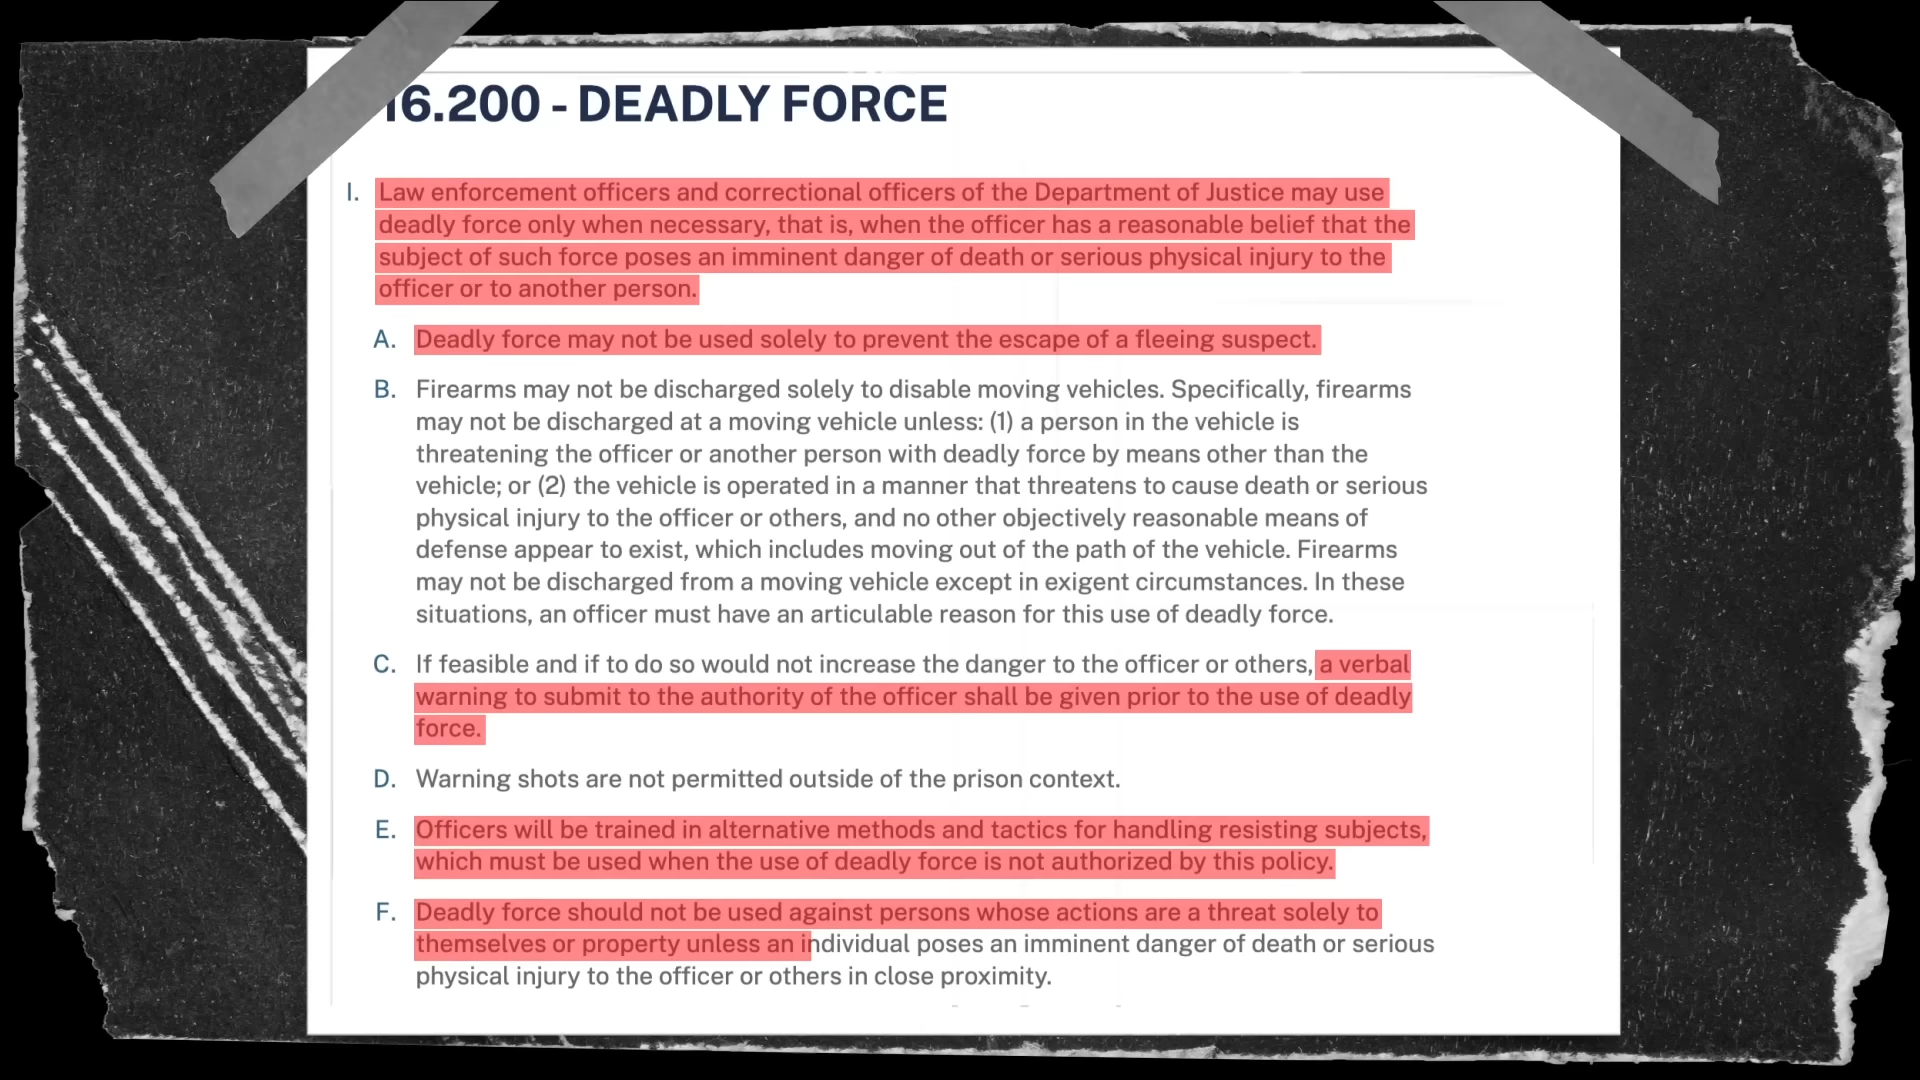 16.200 - DEADLY FORCE
I. Law enforcement officers and correctional officers of the Department of Justice may use
deadly force only when necessary, that is, when the officer has a reasonable belief that the
subject of such force poses an imminent danger of death or serious physical injury to the
officer or to another person.
A. Deadly force may not be used solely to prevent the escape of a fleeing suspect.
B. Firearms may not be discharged solely to disable moving vehicles. Specifically, firearms
may not be discharged at a moving vehicle unless: (1) a person in the vehicle is
threatening the officer or another person with deadly force by means other than the
vehicle; or (2) the vehicle is operated in a manner that threatens to cause death or serious
physical injury to the officer or others, and no other objectively reasonable means of
defense appear to exist, which includes moving out of the path of the vehicle. Firearms
may not be discharged from a moving vehicle except in exigent circumstances. In these
situations, an officer must have an articulable reason for this use of deadly force.
C. If feasible and if to do so would not increase the danger to the officer or others, a verbal
warning to submit to the authority of the officer shall be given prior to the use of deadly
force.
D. Warning shots are not permitted outside of the prison context.
E. Officers will be trained in alternative methods and tactics for handling resisting subjects,
which must be used when the use of deadly force is not authorized by this policy.
F. Deadly force should not be used against persons whose actions are a threat solely to
themselves or property unless an individual poses an imminent danger of death or serious
physical injury to the officer or others in close proximity.